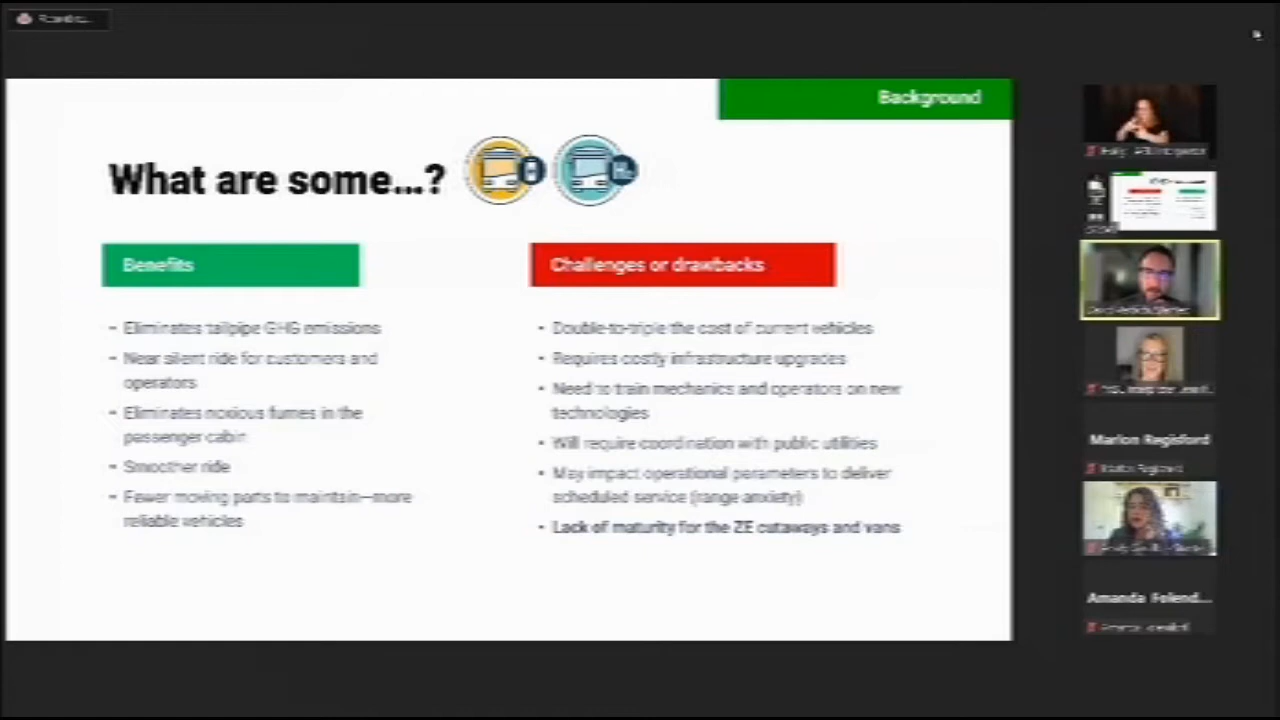 Background
What are some...?
Benefits
Eliminates tailpipe GHG emissions
Near silent ride for customers and
operators
Eliminates noxious fumes in the
passenger cabin
Smoother ride
Fewer moving parts to maintain—more
reliable vehicles
Challenges or drawbacks
Double-to-triple the cost of current vehicles
Requires costly infrastructure upgrades
Need to train mechanics and operators on new
technologies
Will require coordination with public utilities
May impact operational parameters to deliver
scheduled service (range anxiety)
Lack of maturity for the ZE cutaways and vans
Marlon Regisford
Amanda Folend...